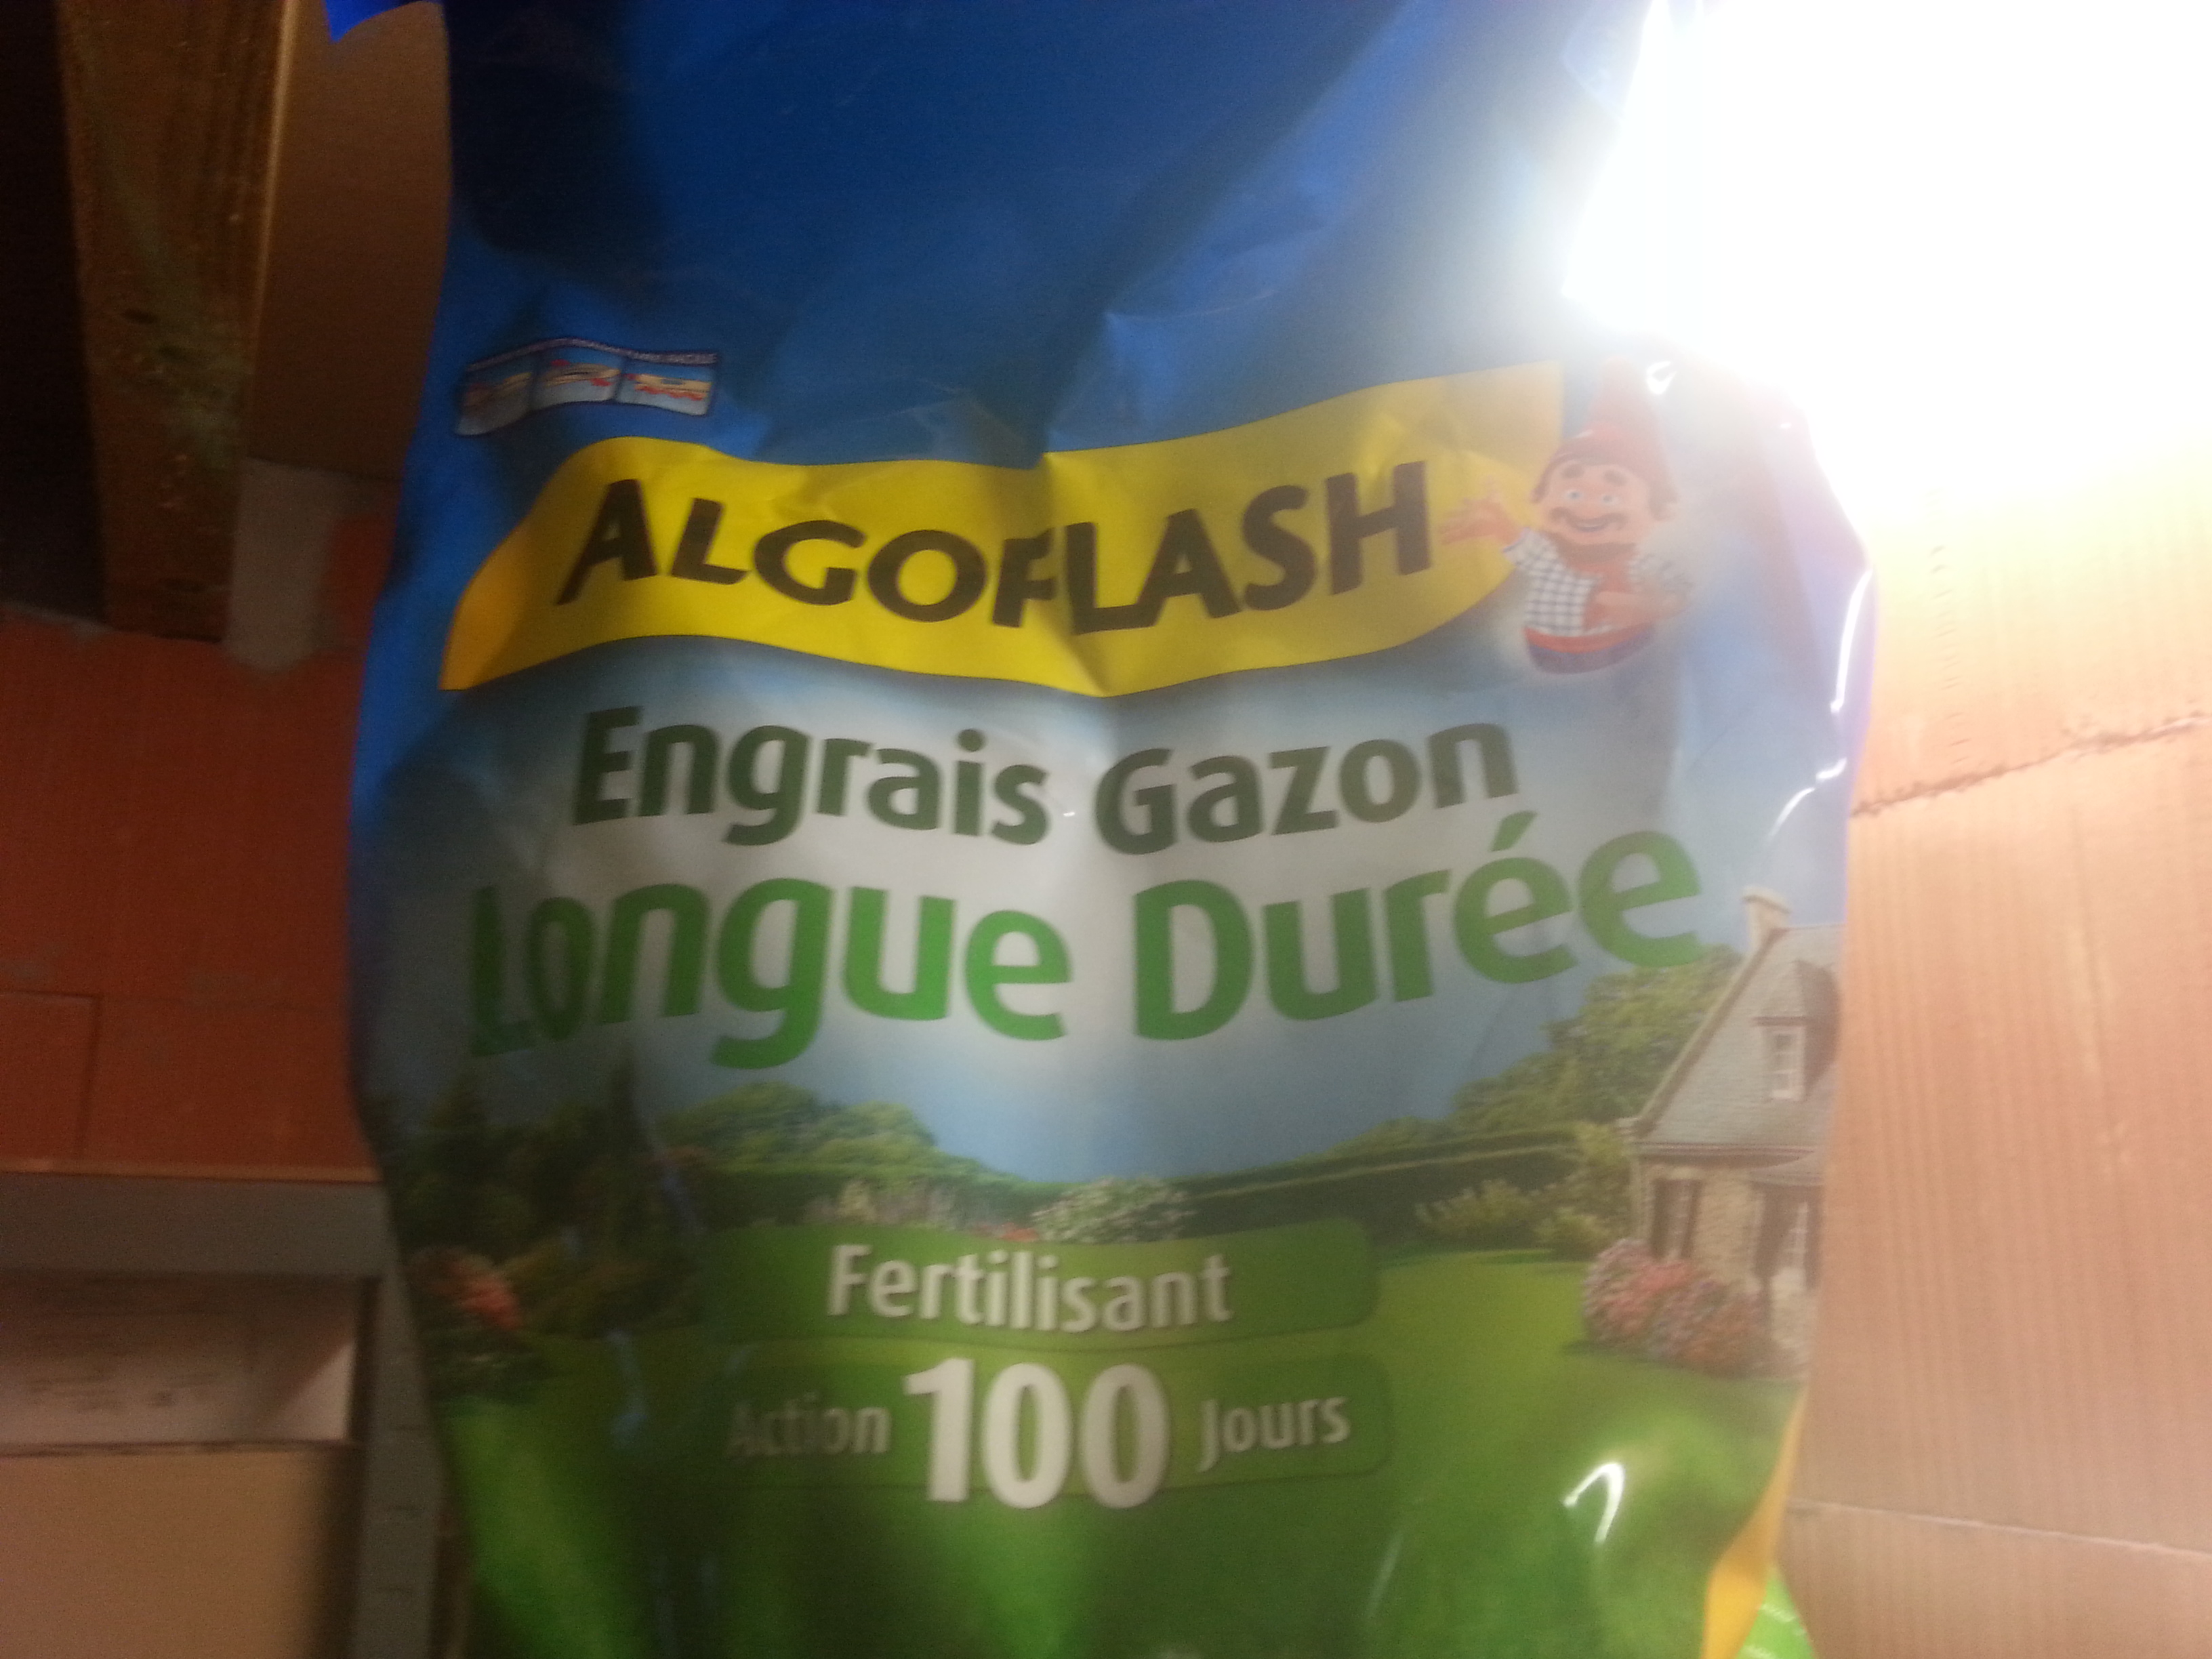 ALGOFLASH
Engrais Gazon
Longue Durée
Fertilisant
Action 100 Jours